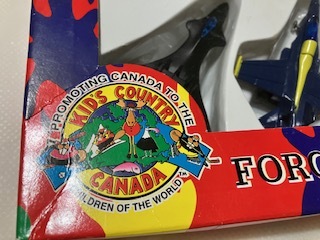 PROMOTING CANADA TO THE
KIDS COUNTRY
CANADA
CHILDREN OF THE WORLD
FORC